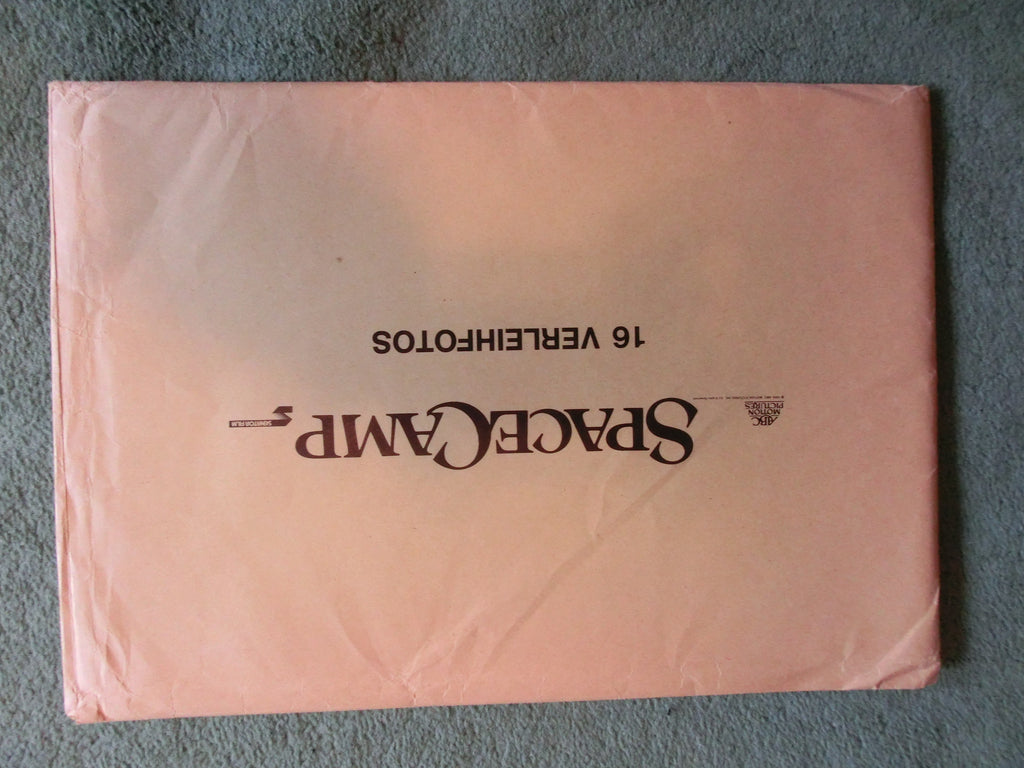 ABC
MOTION
PICTURES
SPACECAMP
SENATOR FILM
16 VERLEIHFOTOS